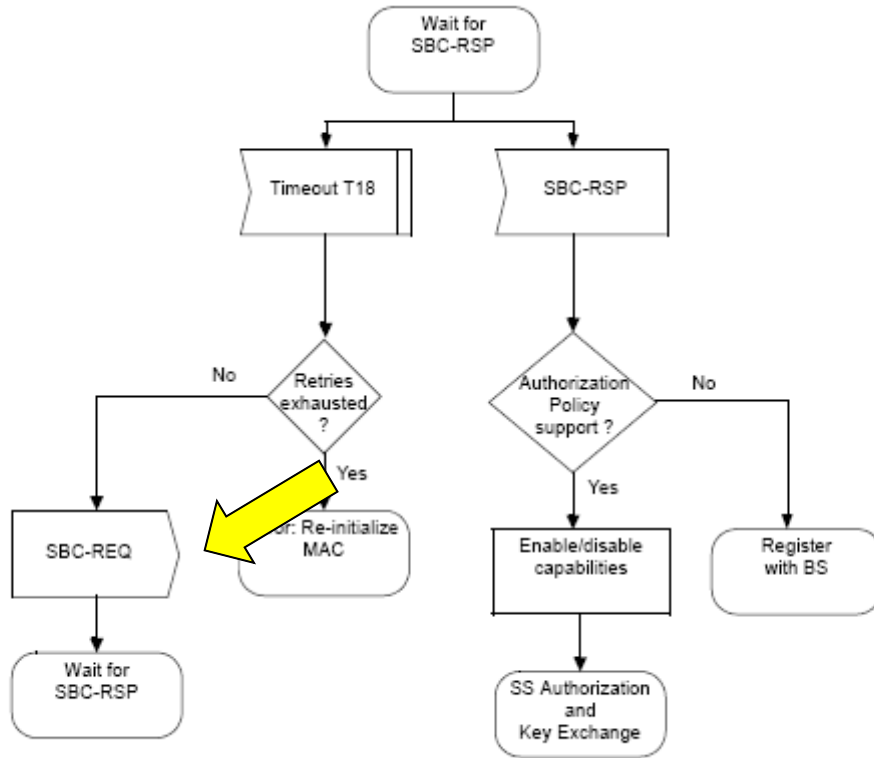 Wait for
SBC-RSP
Timeout T18
SBC-RSP
No
Retries
exhausted
?
Yes
Authorization
Policy
support ?
No
Yes
SBC-REQ
or: Re-initialize
MAC
Enable/disable
capabilities
Register
with BS
Wait for
SBC-RSP
SS Authorization
and
Key Exchange